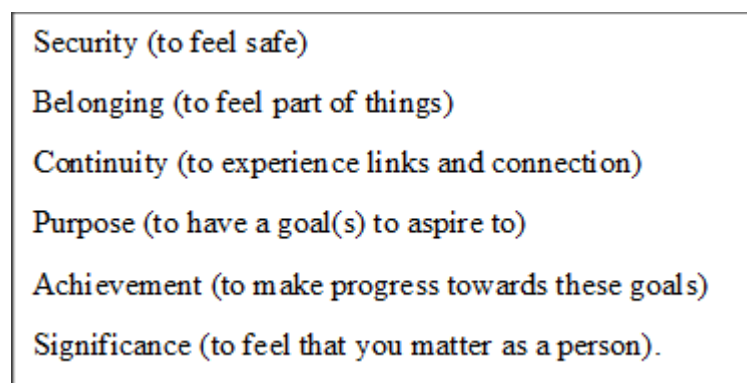 Security (to feel safe)
Belonging (to feel part of things)
Continuity (to experience links and connection)
Purpose (to have a goal(s) to aspire to)
Achievement (to make progress towards these goals)
Significance (to feel that you matter as a person).